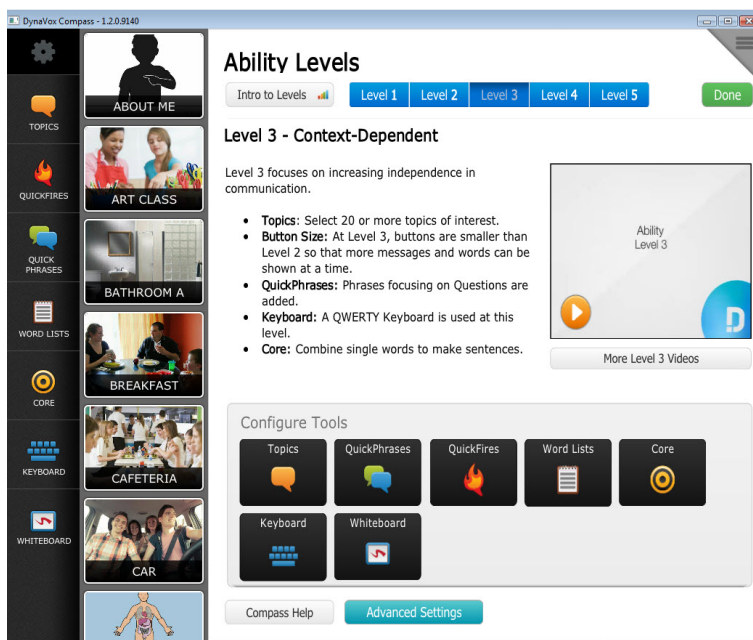 DynaVox Compass - 1.2.0.9140
TOPICS
QUICKFIRES
QUICK
PHRASES
WORD LISTS
CORE
KEYBOARD
WHITEBOARD
ABOUT ME
ART CLASS
BATHROOM A
BREAKFAST
CAFETERIA
CAR
Ability Levels
Intro to Levels
Level 1
Level 2
Level 3
Level 4
Level 5
Done
Level 3 - Context-Dependent
Level 3 focuses on increasing independence in
communication.
• Topics: Select 20 or more topics of interest.
• Button Size: At Level 3, buttons are smaller than
Level 2 so that more messages and words can be
shown at a time.
• QuickPhrases: Phrases focusing on Questions are
added.
• Keyboard: A QWERTY Keyboard is used at this
level.
• Core: Combine single words to make sentences.
Ability
Level 3
D
More Level 3 Videos
Configure Tools
Topics
QuickPhrases
QuickFires
Word Lists
Core
Keyboard
Whiteboard
Compass Help
Advanced Settings